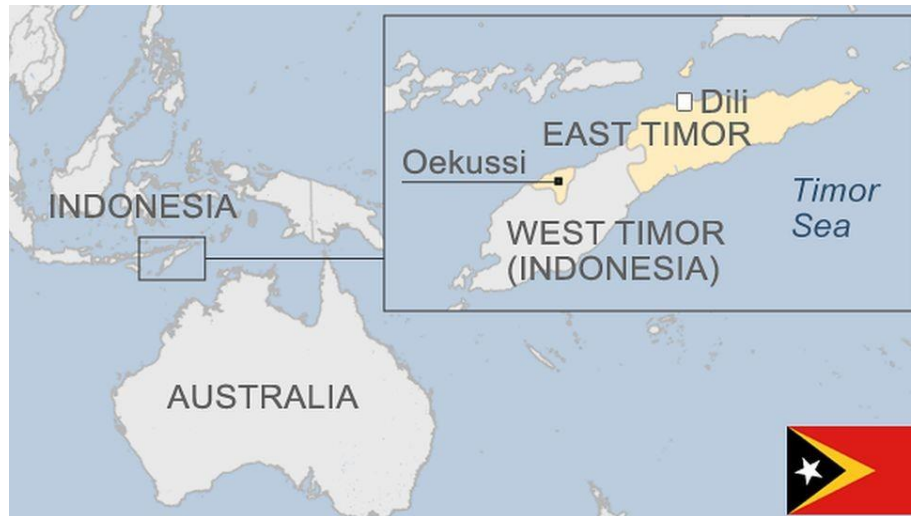 Dili
EAST TIMOR
Oekussi
INDONESIA
Timor
Sea
WEST TIMOR
(INDONESIA)
AUSTRALIA